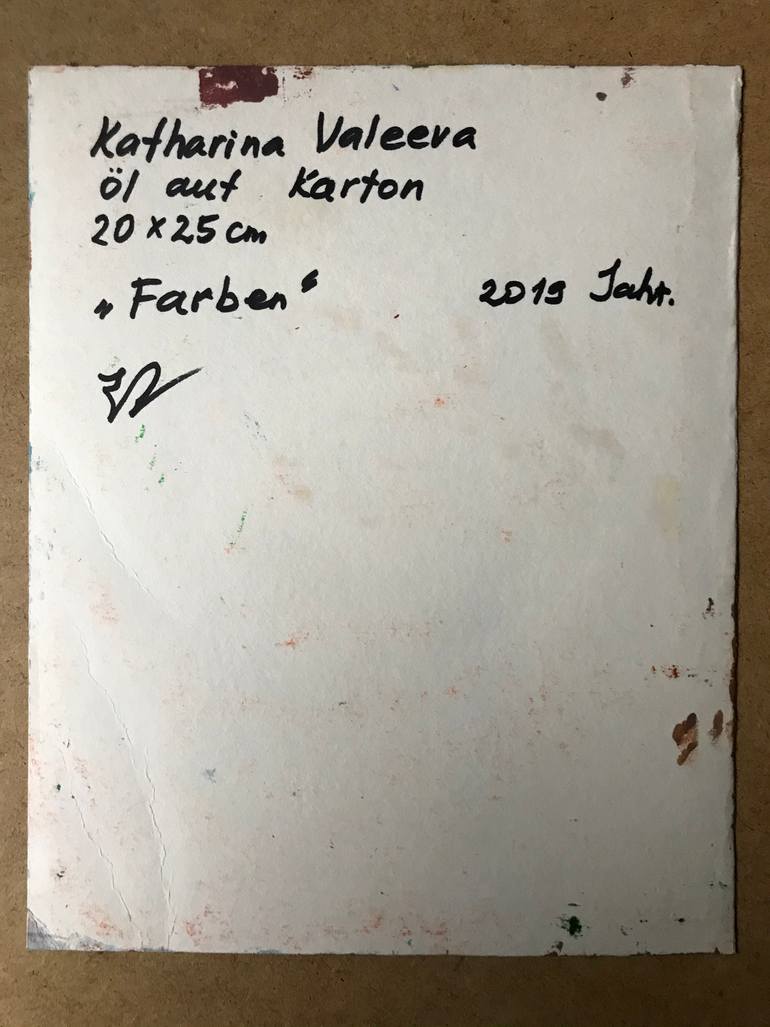 Katharina Valeeva
öl auf Karton
20 x 25 cm
„Farben“ 2019 Jahr.